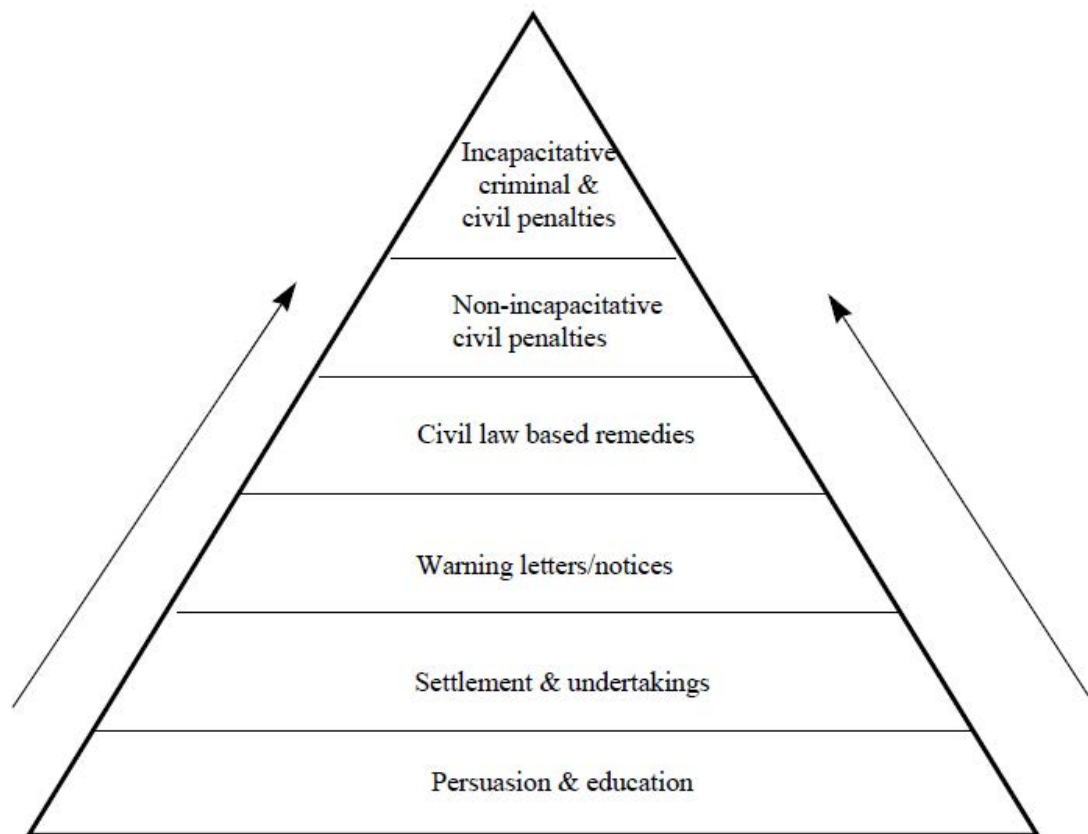 Incapacitative
criminal &
civil penalties
Non-incapacitative
civil penalties
Civil law based remedies
Warning letters/notices
Settlement & undertakings
Persuasion & education